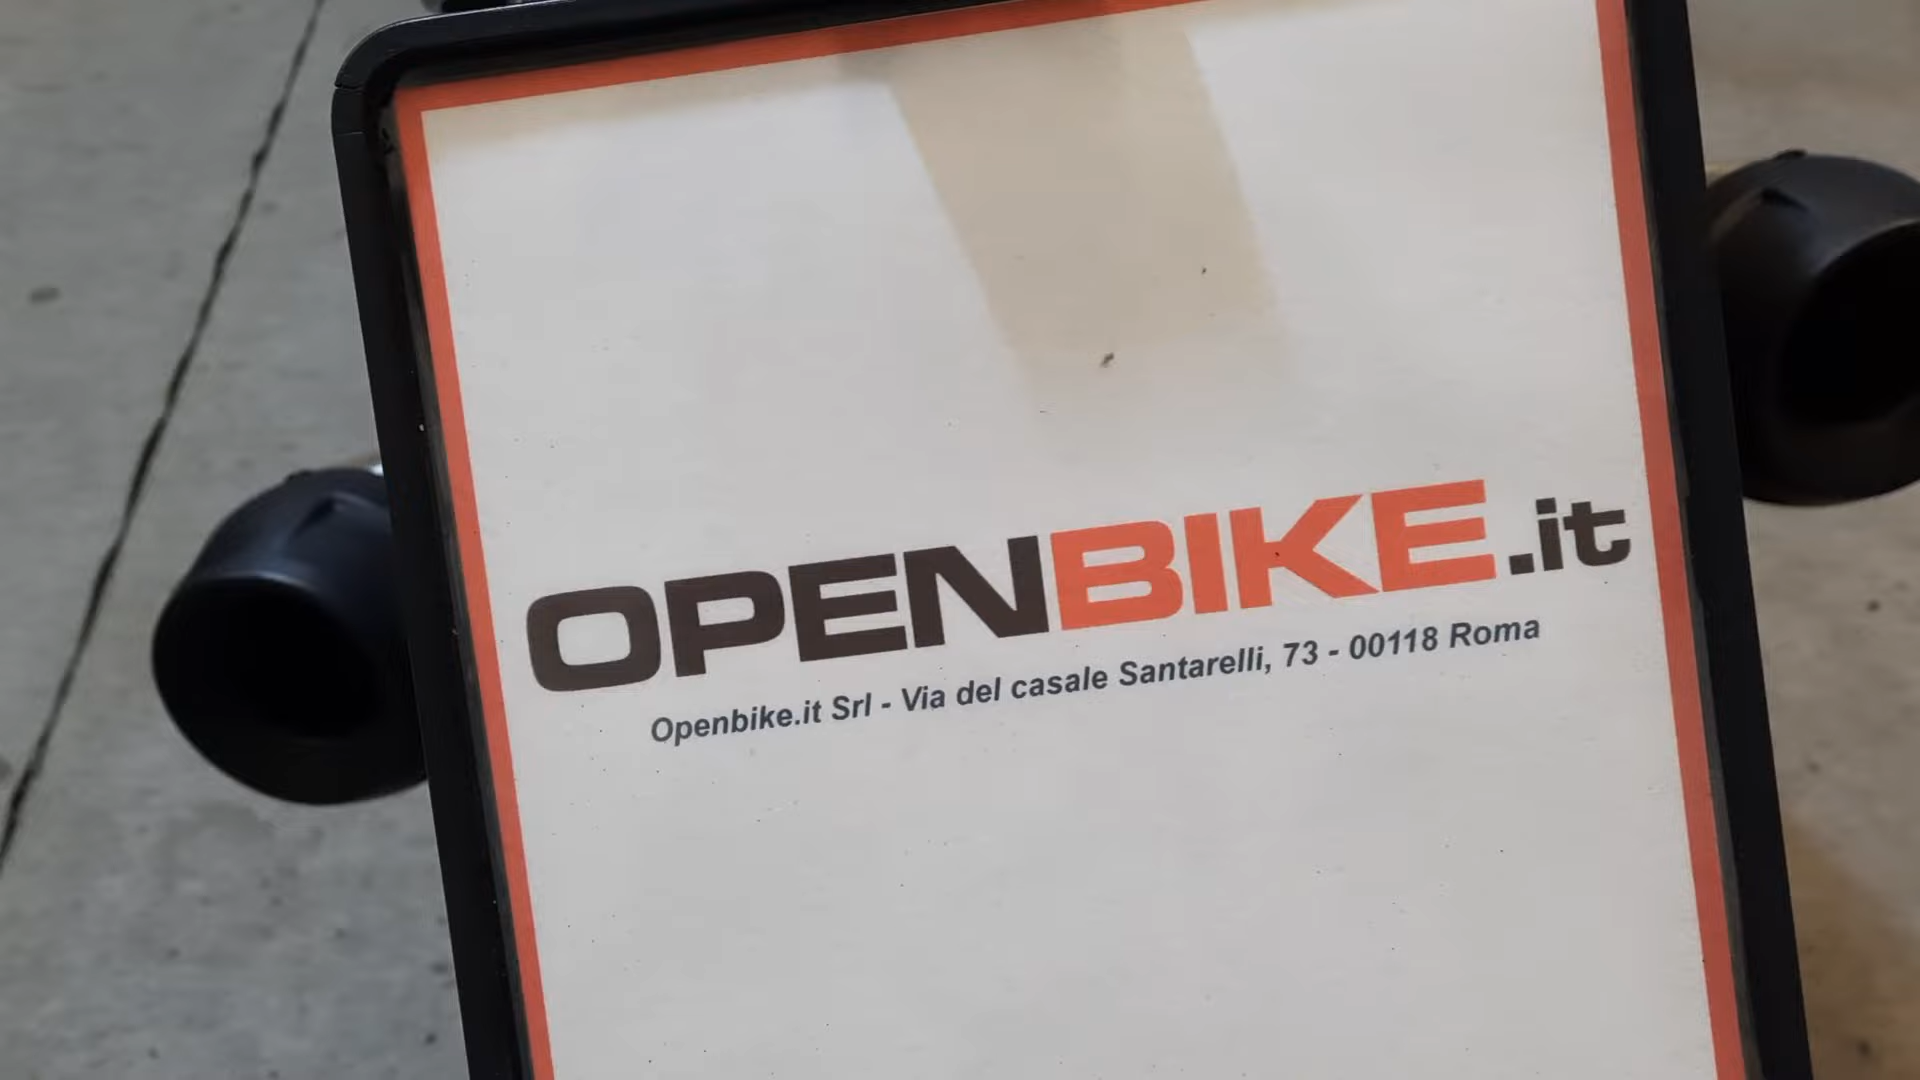 OPENBIKE.it
Openbike.it Srl - Via del casale Santarelli, 73 - 00118 Roma